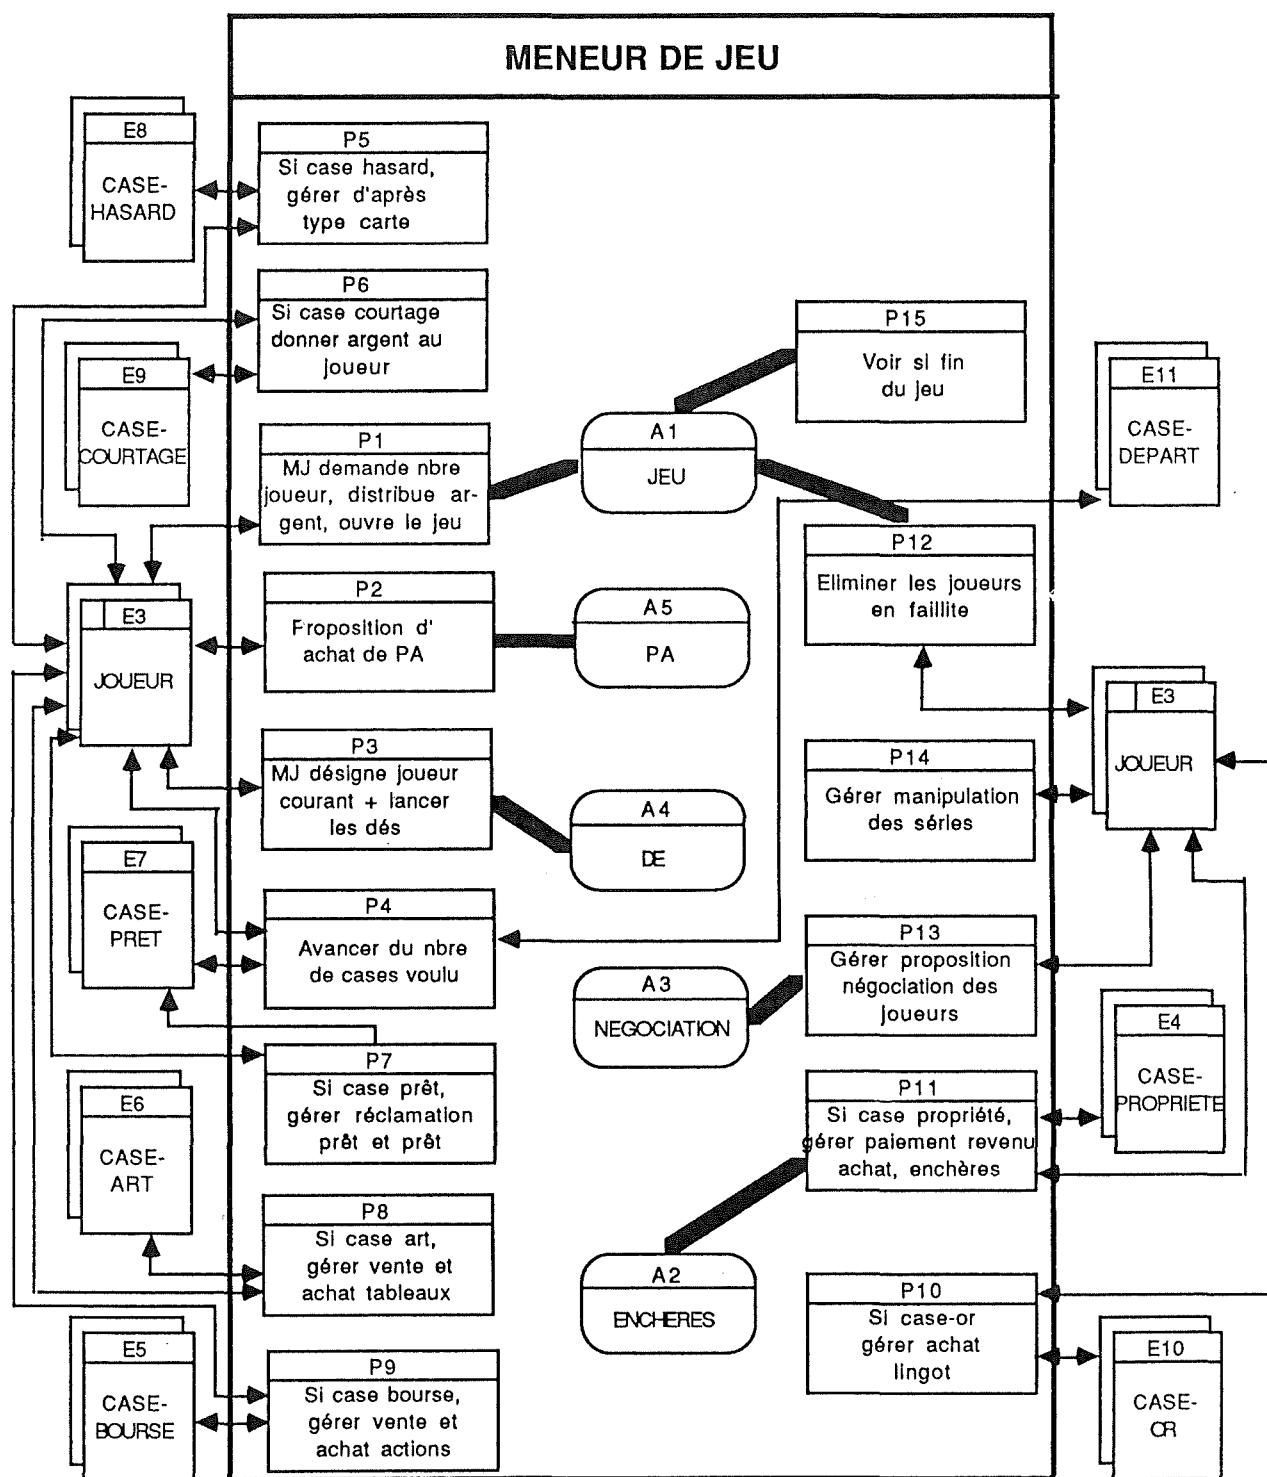 MENEUR DE JEU
E8
CASE-
HASARD
P5
Si case hasard,
gérer d'après
type carte
P6
Si case courtage
donner argent au
joueur
E9
CASE-
COURTAGE
P15
Voir si fin
du jeu
E11
CASE-
DEPART
A1
JEU
P1
MJ demande nbre
joueur, distribue ar-
gent, ouvre le jeu
P12
Eliminer les joueurs
en faillite
P2
Proposition d'
achat de PA
A5
PA
E3
JOUEUR
E3
JOUEUR
P3
MJ désigne joueur
courant + lancer
les dés
A4
DE
P14
Gérer manipulation
des séries
E7
CASE-
PRET
P4
Avancer du nbre
de cases voulu
P13
Gérer proposition
négociation des
joueurs
A3
NEGOCIATION
E4
CASE-
PROPRIETE
P7
Si case prêt,
gérer réclamation
prêt et prêt
P11
Si case propriété,
gérer paiement revenu
achat, enchères
E6
CASE-
ART
P8
Si case art,
gérer vente et
achat tableaux
A2
ENCHERES
P10
Si case-or
gérer achat
lingot
E5
CASE-
BOURSE
P9
Si case bourse,
gérer vente et
achat actions
E10
CASE-
OR